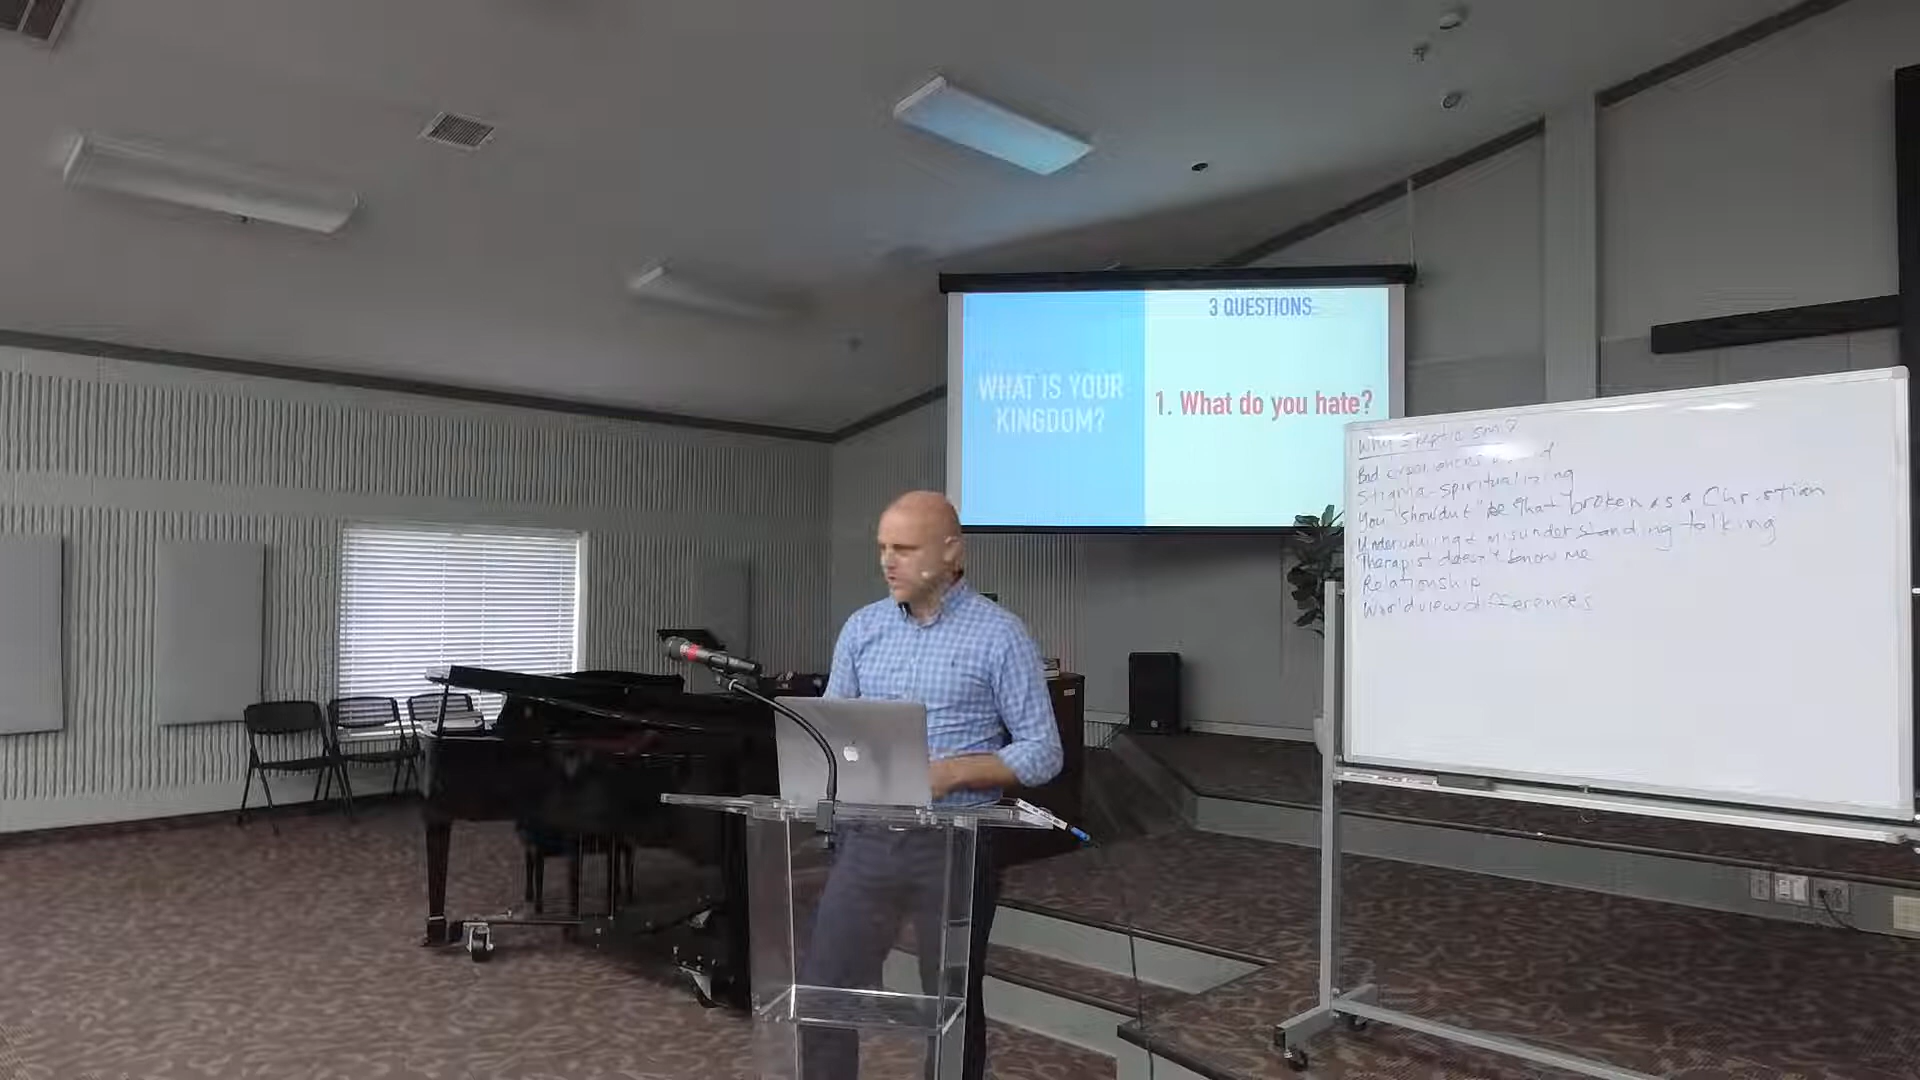 3 QUESTIONS
WHAT IS YOUR
KINGDOM?
1. What do you hate?
Why skepticism?
Bad experiences
Stigma-spiritualizing
You "shouldnt" be that broken as a Christian
Undervaluing & misunderstanding talking
Therapist doesn't know me
Relationship
Worldview differences